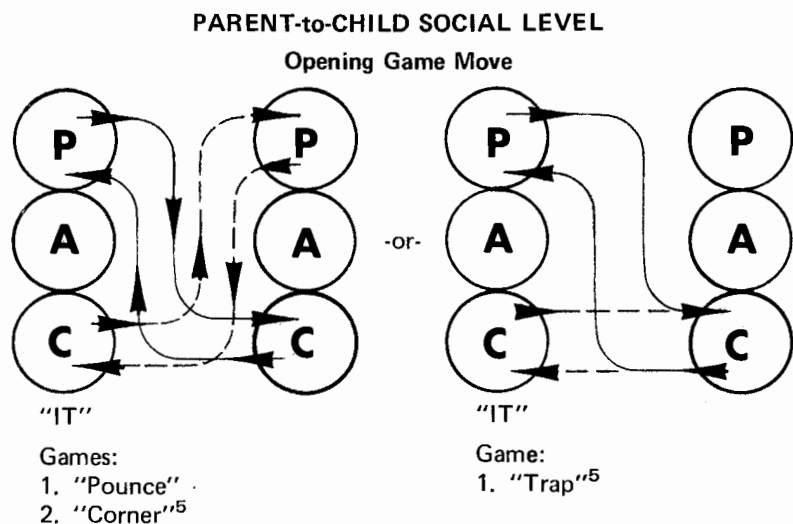 PARENT-to-CHILD SOCIAL LEVEL
Opening Game Move
P P P P
A A -or- A A
C C C C
"IT" "IT"
Games: Game:
1. "Pounce" 1. "Trap"5
2. "Corner"5